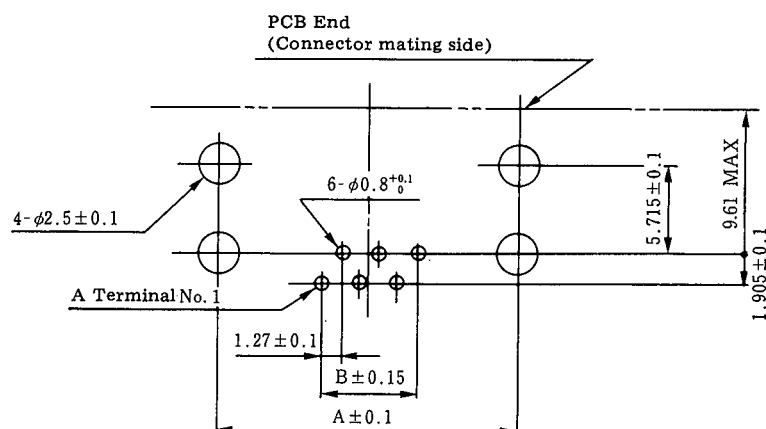 PCB End
(Connector mating side)
6-φ0.8 +0.1 0
4-φ2.5±0.1
5.715±0.1
9.61 MAX
1.905±0.1
A Terminal No.1
1.27±0.1
B±0.15
A±0.1